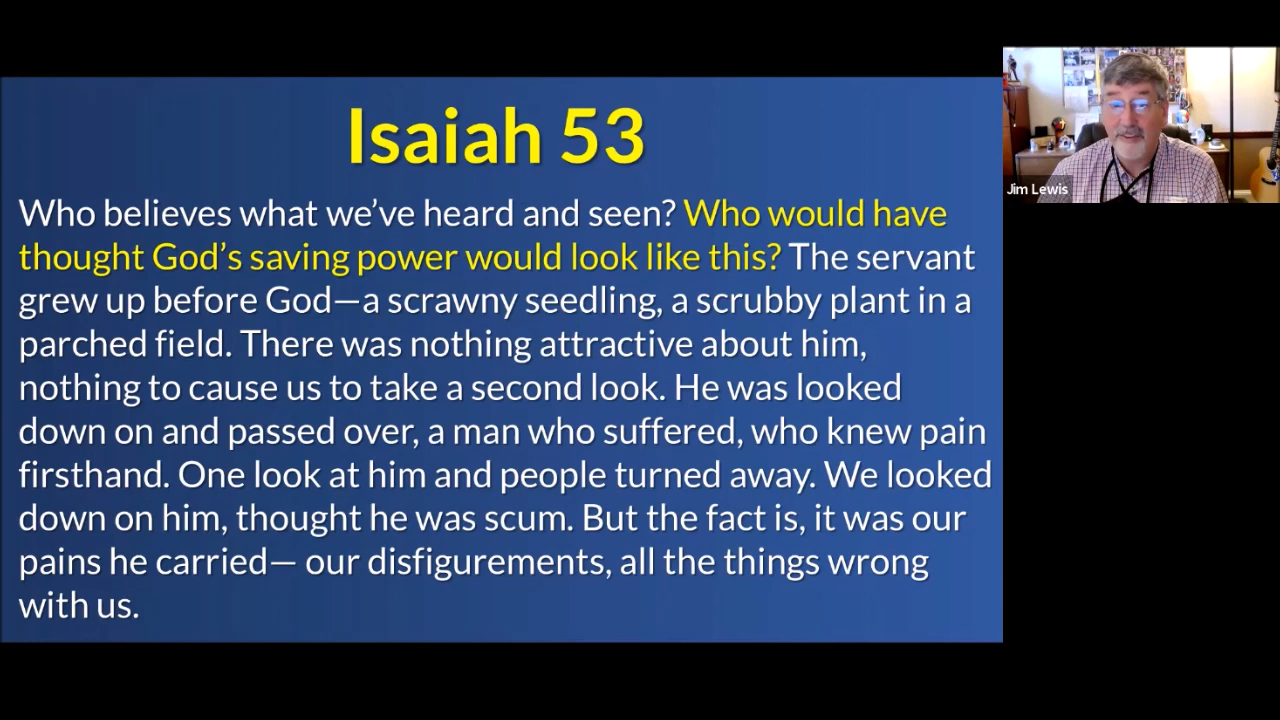 Isaiah 53
Who believes what we’ve heard and seen? Who would have
thought God’s saving power would look like this? The servant
grew up before God—a scrawny seedling, a scrubby plant in a
parched field. There was nothing attractive about him,
nothing to cause us to take a second look. He was looked
down on and passed over, a man who suffered, who knew pain
firsthand. One look at him and people turned away. We looked
down on him, thought he was scum. But the fact is, it was our
pains he carried— our disfigurements, all the things wrong
with us.
Jim Lewis